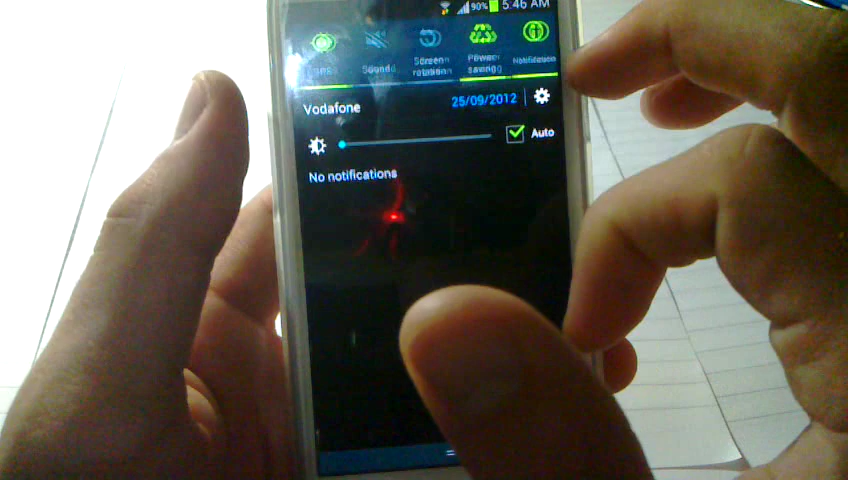 90% 5:46 AM
Sound
Screen rotation
Power saving
Notification
Vodafone
25/09/2012
Auto
No notifications